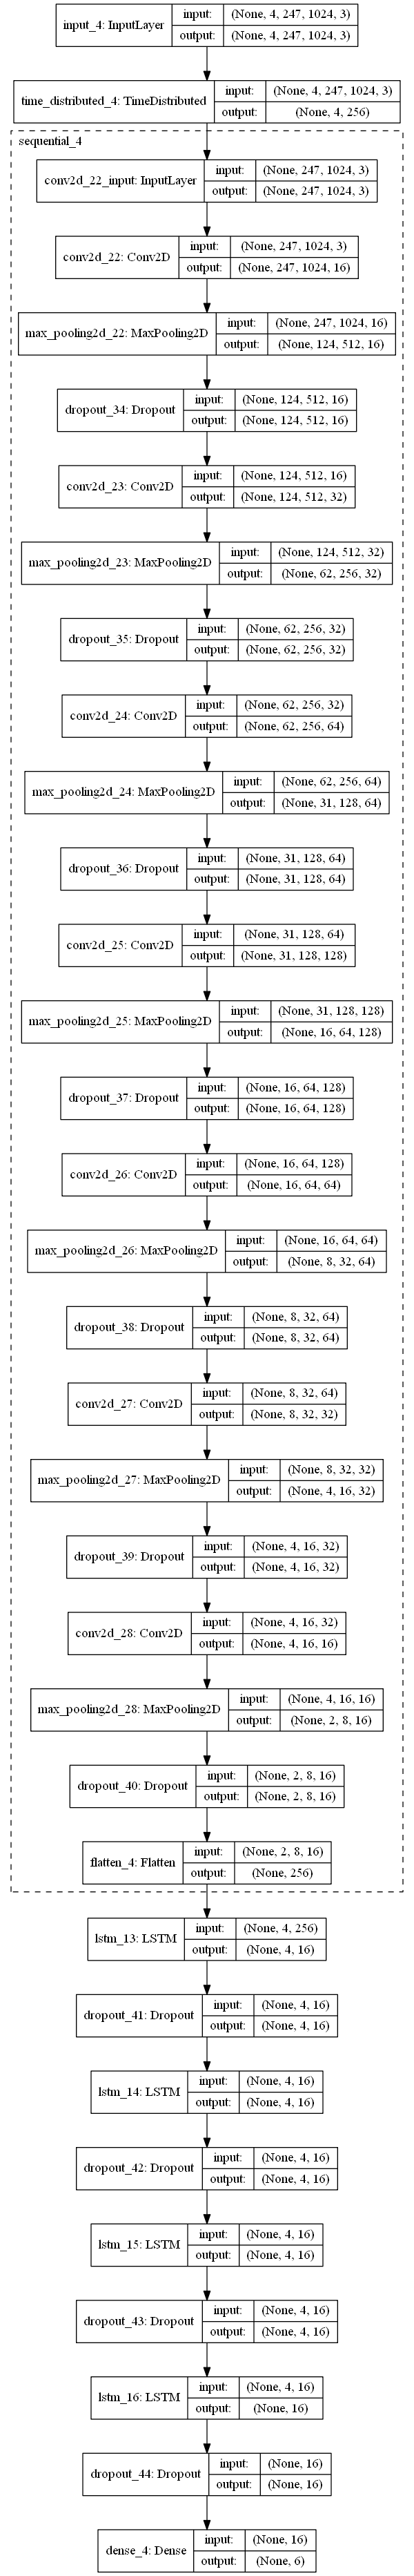 input_4: InputLayer
input: (None, 4, 247, 1024, 3)
output: (None, 4, 247, 1024, 3)
time_distributed_4: TimeDistributed
input: (None, 4, 247, 1024, 3)
output: (None, 4, 256)
sequential_4
conv2d_22_input: InputLayer
input: (None, 247, 1024, 3)
output: (None, 247, 1024, 3)
conv2d_22: Conv2D
input: (None, 247, 1024, 3)
output: (None, 247, 1024, 16)
max_pooling2d_22: MaxPooling2D
input: (None, 247, 1024, 16)
output: (None, 124, 512, 16)
dropout_34: Dropout
input: (None, 124, 512, 16)
output: (None, 124, 512, 16)
conv2d_23: Conv2D
input: (None, 124, 512, 16)
output: (None, 124, 512, 32)
max_pooling2d_23: MaxPooling2D
input: (None, 124, 512, 32)
output: (None, 62, 256, 32)
dropout_35: Dropout
input: (None, 62, 256, 32)
output: (None, 62, 256, 32)
conv2d_24: Conv2D
input: (None, 62, 256, 32)
output: (None, 62, 256, 64)
max_pooling2d_24: MaxPooling2D
input: (None, 62, 256, 64)
output: (None, 31, 128, 64)
dropout_36: Dropout
input: (None, 31, 128, 64)
output: (None, 31, 128, 64)
conv2d_25: Conv2D
input: (None, 31, 128, 64)
output: (None, 31, 128, 128)
max_pooling2d_25: MaxPooling2D
input: (None, 31, 128, 128)
output: (None, 16, 64, 128)
dropout_37: Dropout
input: (None, 16, 64, 128)
output: (None, 16, 64, 128)
conv2d_26: Conv2D
input: (None, 16, 64, 128)
output: (None, 16, 64, 64)
max_pooling2d_26: MaxPooling2D
input: (None, 16, 64, 64)
output: (None, 8, 32, 64)
dropout_38: Dropout
input: (None, 8, 32, 64)
output: (None, 8, 32, 64)
conv2d_27: Conv2D
input: (None, 8, 32, 64)
output: (None, 8, 32, 32)
max_pooling2d_27: MaxPooling2D
input: (None, 8, 32, 32)
output: (None, 4, 16, 32)
dropout_39: Dropout
input: (None, 4, 16, 32)
output: (None, 4, 16, 32)
conv2d_28: Conv2D
input: (None, 4, 16, 32)
output: (None, 4, 16, 16)
max_pooling2d_28: MaxPooling2D
input: (None, 4, 16, 16)
output: (None, 2, 8, 16)
dropout_40: Dropout
input: (None, 2, 8, 16)
output: (None, 2, 8, 16)
flatten_4: Flatten
input: (None, 2, 8, 16)
output: (None, 256)
lstm_13: LSTM
input: (None, 4, 256)
output: (None, 4, 16)
dropout_41: Dropout
input: (None, 4, 16)
output: (None, 4, 16)
lstm_14: LSTM
input: (None, 4, 16)
output: (None, 4, 16)
dropout_42: Dropout
input: (None, 4, 16)
output: (None, 4, 16)
lstm_15: LSTM
input: (None, 4, 16)
output: (None, 4, 16)
dropout_43: Dropout
input: (None, 4, 16)
output: (None, 4, 16)
lstm_16: LSTM
input: (None, 4, 16)
output: (None, 16)
dropout_44: Dropout
input: (None, 16)
output: (None, 16)
dense_4: Dense
input: (None, 16)
output: (None, 6)